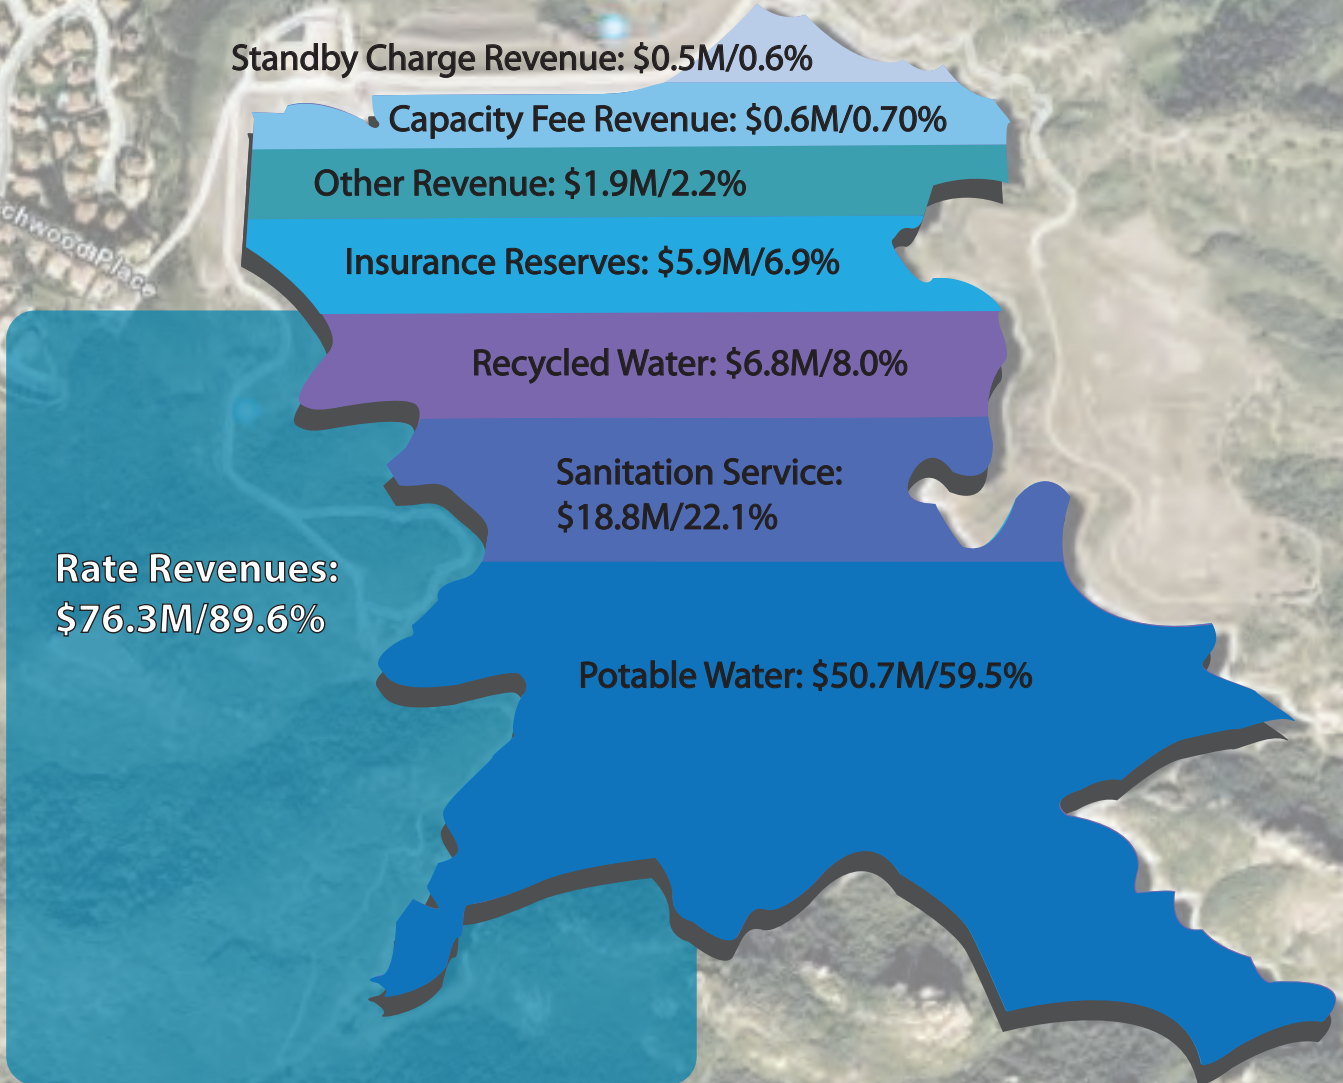 Standby Charge Revenue: $0.5M/0.6%
Capacity Fee Revenue: $0.6M/0.70%
Other Revenue: $1.9M/2.2%
chwood Place
Insurance Reserves: $5.9M/6.9%
Recycled Water: $6.8M/8.0%
Sanitation Service:
$18.8M/22.1%
Rate Revenues:
$76.3M/89.6%
Potable Water: $50.7M/59.5%